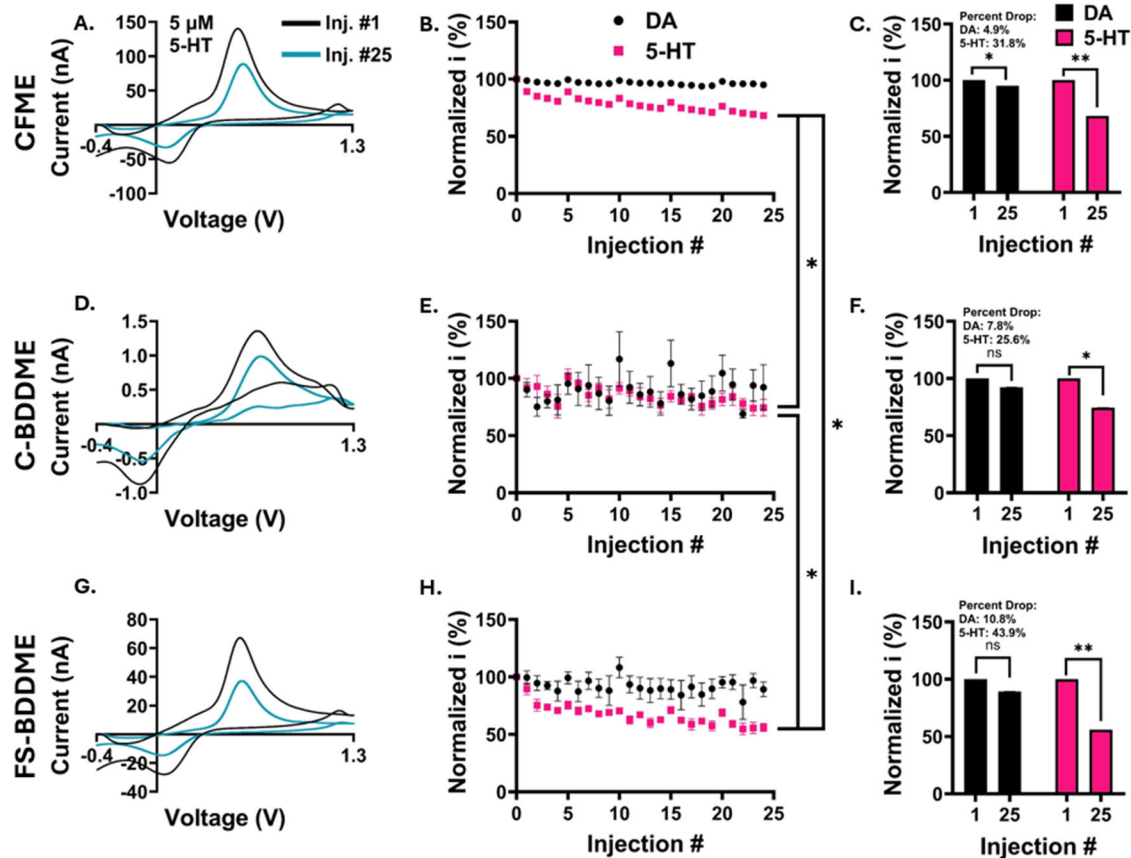 A.
5 µM
5-HT
Inj. #1
Inj. #25
CFME
Current (nA)
150
100
50
-50
-100
-0.4
1.3
Voltage (V)
B.
DA
5-HT
Normalized i (%)
150
100
50
0
0 5 10 15 20 25
Injection #
C.
DA
5-HT
Percent Drop:
DA: 4.9%
5-HT: 31.8%
*
**
Normalized i (%)
150
100
50
0
1 25 1 25
Injection #
*
*
*
D.
C-BDDME
Current (nA)
1.5
1.0
0.5
-0.5
-1.0
-0.4
1.3
Voltage (V)
E.
Normalized i (%)
150
100
50
0
0 5 10 15 20 25
Injection #
F.
Percent Drop:
DA: 7.8%
5-HT: 25.6%
ns
*
Normalized i (%)
150
100
50
0
1 25 1 25
Injection #
G.
FS-BDDME
Current (nA)
80
60
40
20
-20
-40
-0.4
1.3
Voltage (V)
H.
Normalized i (%)
150
100
50
0
0 5 10 15 20 25
Injection #
I.
Percent Drop:
DA: 10.8%
5-HT: 43.9%
ns
**
Normalized i (%)
150
100
50
0
1 25 1 25
Injection #